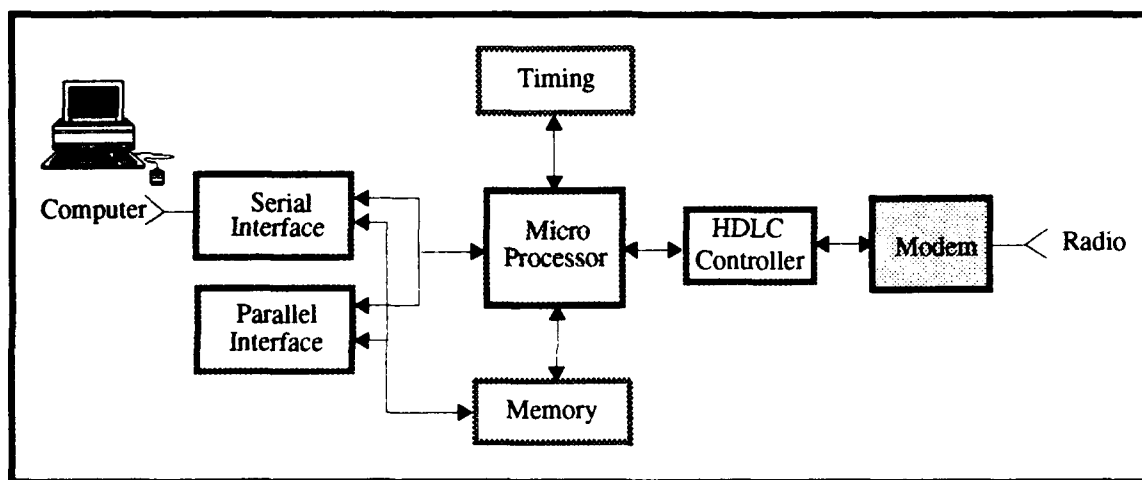 Timing
Computer
Serial
Interface
Micro
Processor
HDLC
Controller
Modem
Radio
Parallel
Interface
Memory